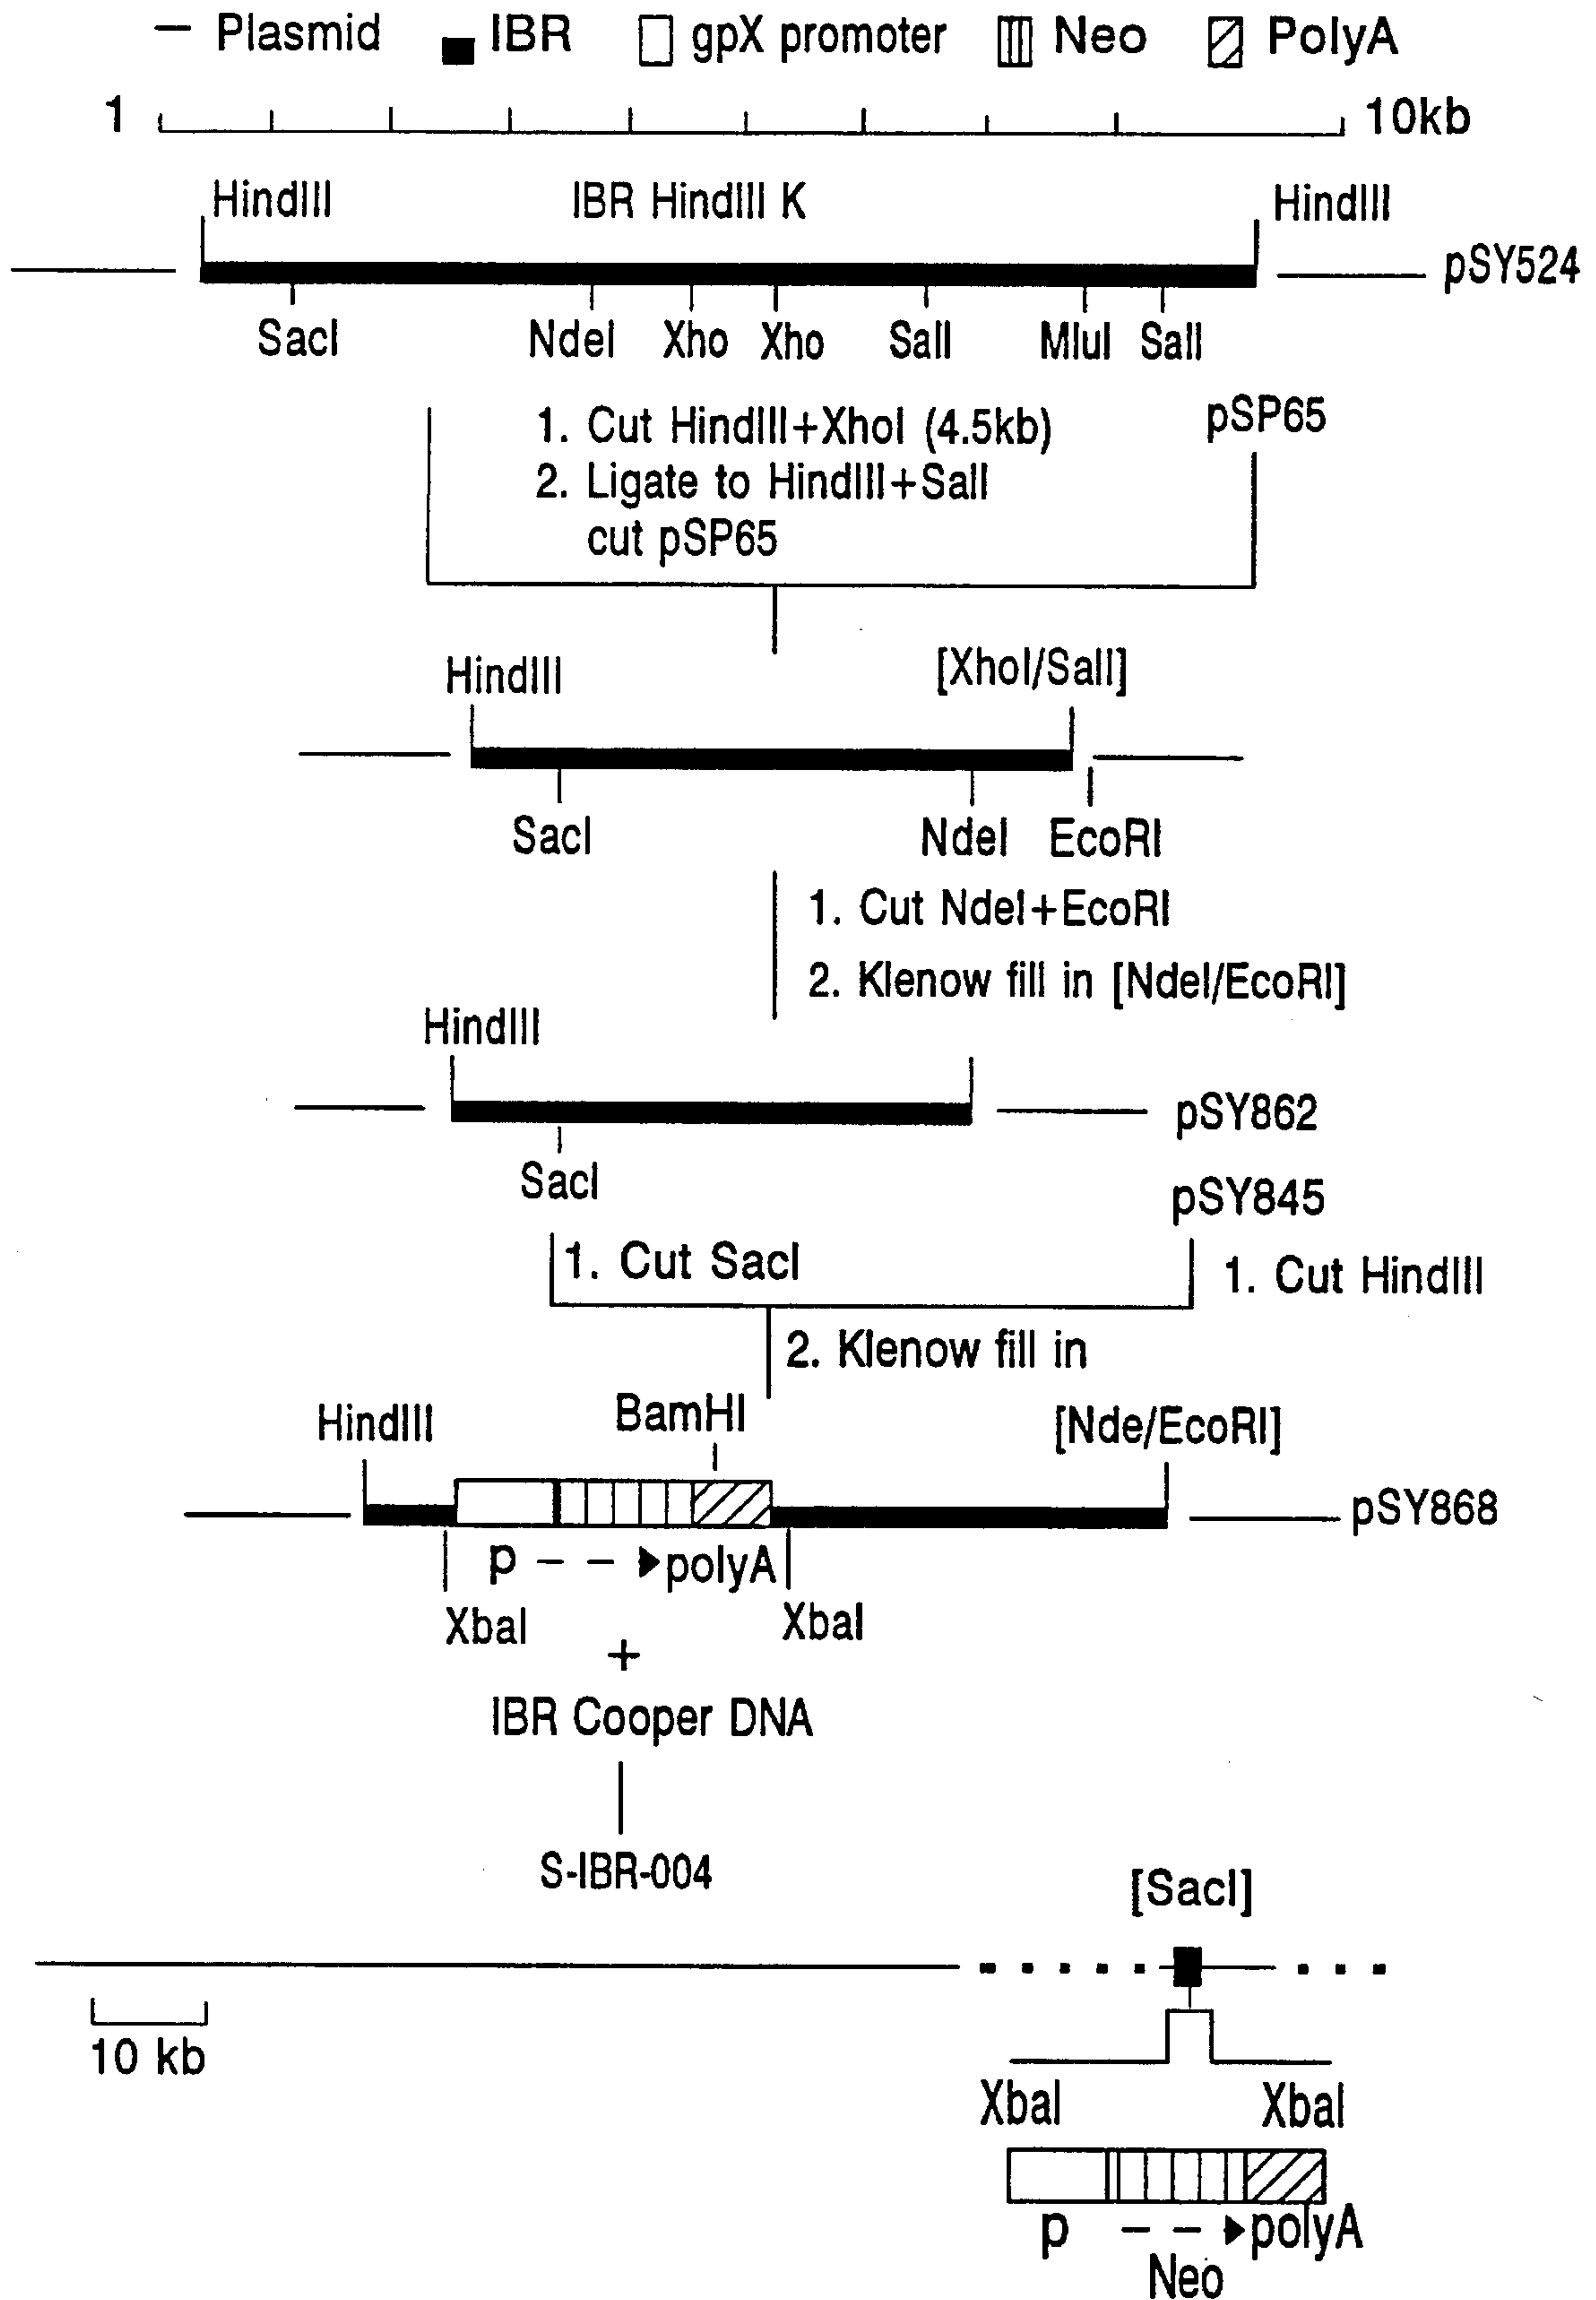 — Plasmid IBR gpX promoter Neo PolyA
1 10kb
HindIII IBR HindIII K HindIII
pSY524
SacI NdeI Xho Xho SalI MluI SalI
1. Cut HindIII+XhoI (4.5kb) pSP65
2. Ligate to HindIII+SalI
cut pSP65
HindIII [XhoI/SalI]
SacI NdeI EcoRI
1. Cut NdeI+EcoRI
2. Klenow fill in [NdeI/EcoRI]
HindIII
pSY862
SacI
pSY845
1. Cut SacI 1. Cut HindIII
2. Klenow fill in
HindIII BamHI [Nde/EcoRI]
pSY868
p polyA
XbaI XbaI
+
IBR Cooper DNA
S-IBR-004
[SacI]
10 kb
XbaI XbaI
p polyA
Neo